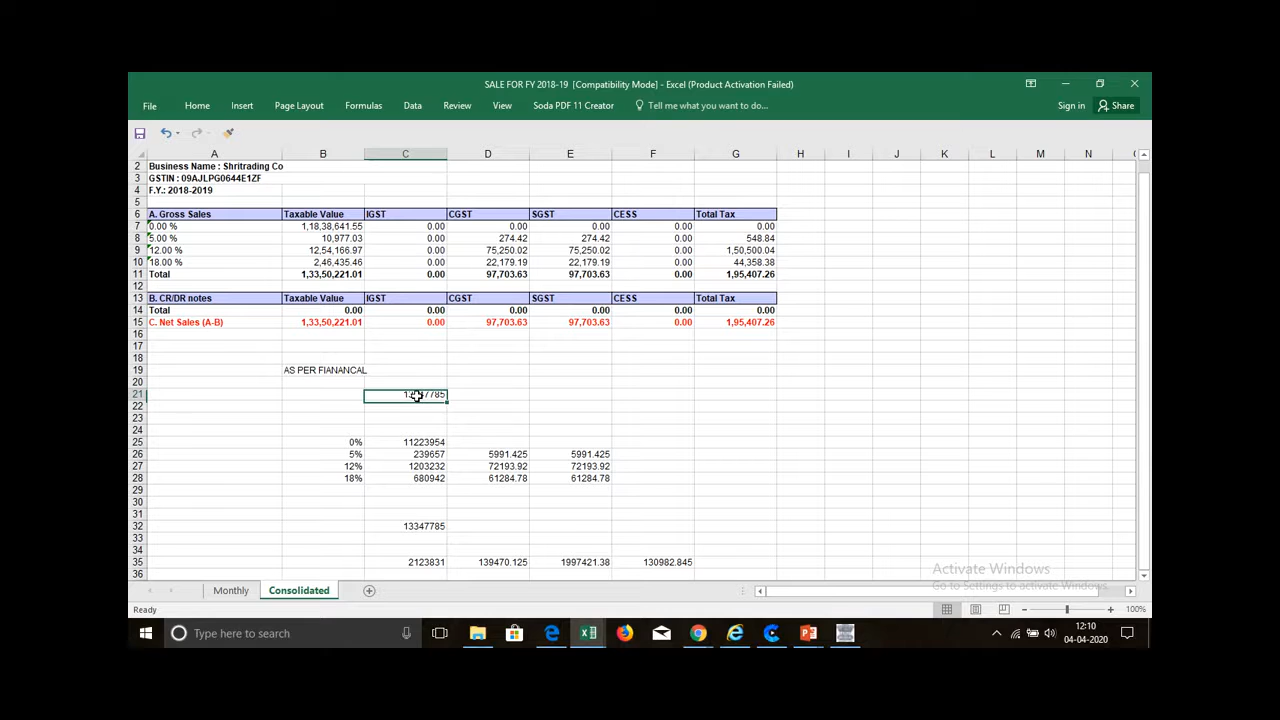 SALE FOR FY 2018-19 [Compatibility Mode] - Excel (Product Activation Failed)
File Home Insert Page Layout Formulas Data Review View Soda PDF 11 Creator Tell me what you want to do... Sign in Share
A B C D E F G H I J K L M N
2 Business Name : Shritrading Co
3 GSTIN : 09AJLPG0644E1ZF
4 F.Y.: 2018-2019
5
6 A. Gross Sales Taxable Value IGST CGST SGST CESS Total Tax
7 0.00 % 1,18,38,641.55 0.00 0.00 0.00 0.00 0.00
8 5.00 % 10,977.03 0.00 274.42 274.42 0.00 548.84
9 12.00 % 12,54,166.97 0.00 75,250.02 75,250.02 0.00 1,50,500.04
10 18.00 % 2,46,435.46 0.00 22,179.19 22,179.19 0.00 44,358.38
11 Total 1,33,50,221.01 0.00 97,703.63 97,703.63 0.00 1,95,407.26
12
13 B. CR/DR notes Taxable Value IGST CGST SGST CESS Total Tax
14 Total 0.00 0.00 0.00 0.00 0.00 0.00
15 C. Net Sales (A-B) 1,33,50,221.01 0.00 97,703.63 97,703.63 0.00 1,95,407.26
16
17
18
19 AS PER FIANANCAL
20
21
22
23
24
25 0% 11223954
26 5% 239657 5991.425 5991.425
27 12% 1203232 72193.92 72193.92
28 18% 680942 61284.78 61284.78
29
30
31
32 13347785
33
34
35 2123831 139470.125 1997421.38 130982.845
36
Activate Windows
Go to Settings to activate Windows.
Monthly Consolidated
Ready 100%
Type here to search
12:10
04-04-2020